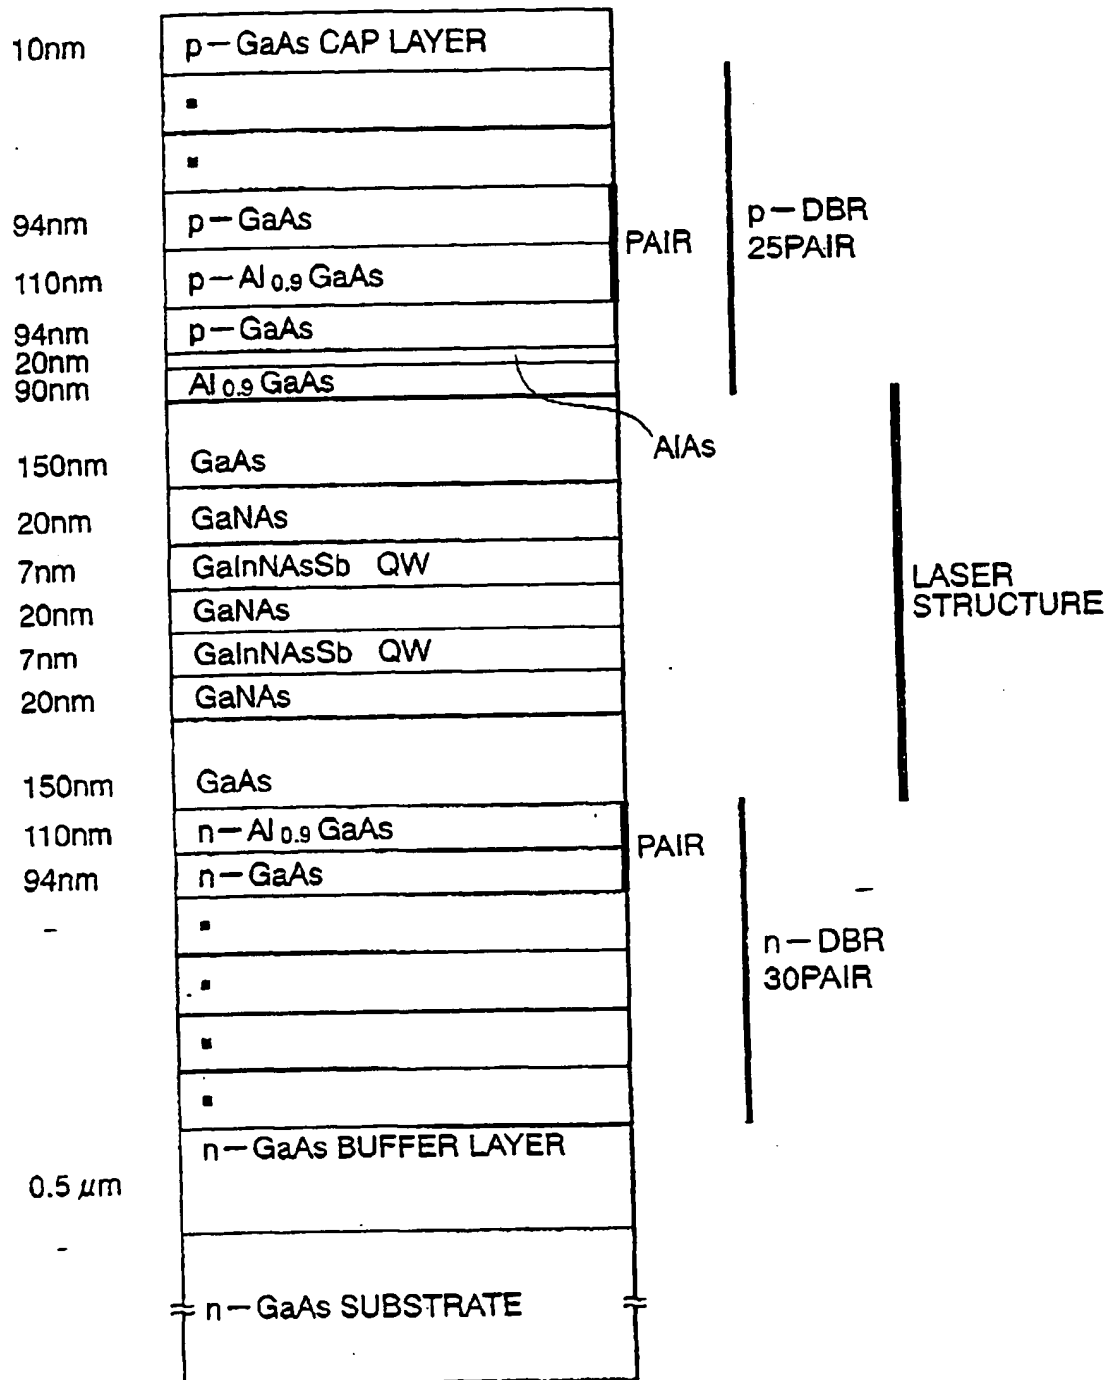 10nm p-GaAs CAP LAYER
94nm p-GaAs
PAIR
p-DBR
25PAIR
110nm p-Al0.9GaAs
94nm p-GaAs
20nm
90nm Al0.9GaAs
AlAs
150nm GaAs
20nm GaNAs
7nm GaInNAsSb QW
LASER
STRUCTURE
20nm GaNAs
7nm GaInNAsSb QW
20nm GaNAs
150nm GaAs
110nm n-Al0.9GaAs
PAIR
94nm n-GaAs
n-DBR
30PAIR
n-GaAs BUFFER LAYER
0.5 μm
n-GaAs SUBSTRATE